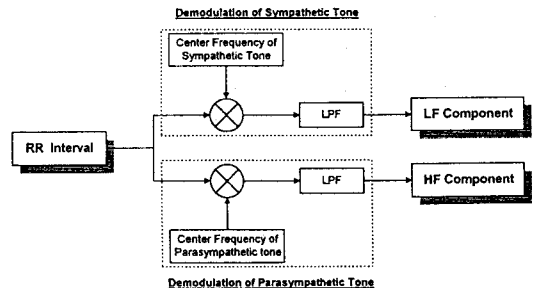 Demodulation of Sympathetic Tone
Center Frequency of
Sympathetic Tone
LPF
LF Component
RR Interval
LPF
HF Component
Center Frequency of
Parasympathetic tone
Demodulation of Parasympathetic Tone